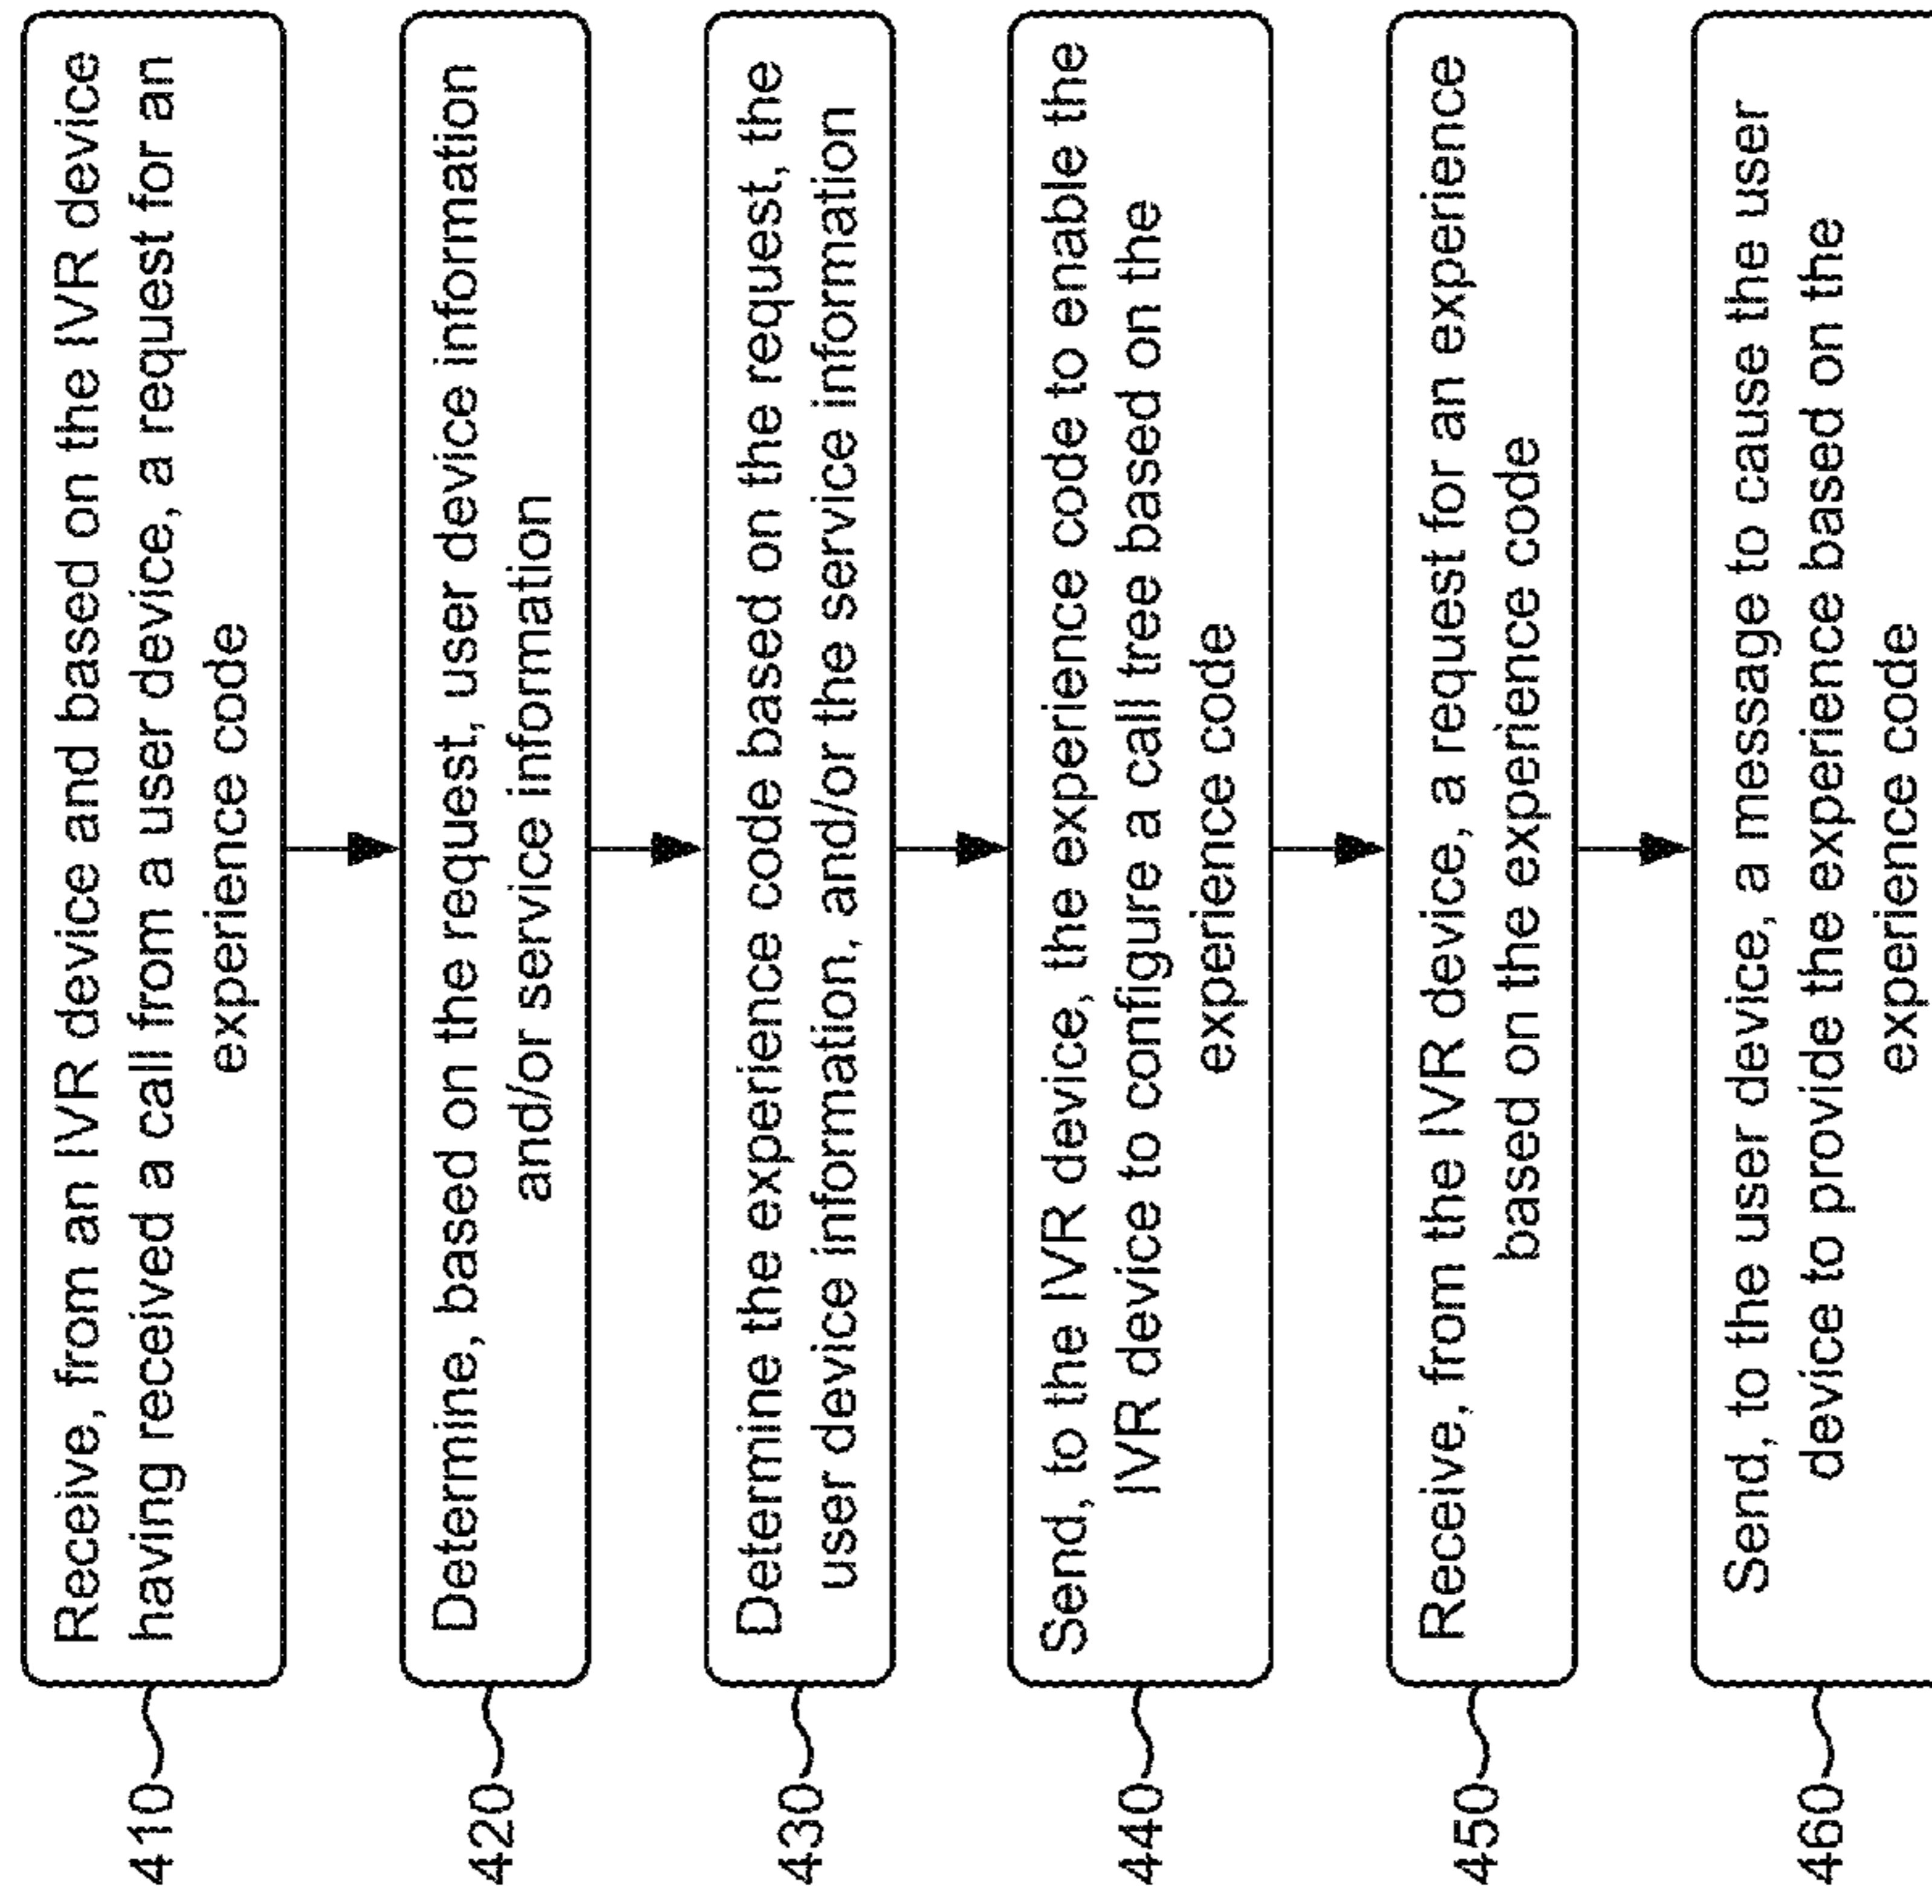 410
Receive, from an IVR device and based on the IVR device
having received a call from a user device, a request for an
experience code
420
Determine, based on the request, user device information
and/or service information
430
Determine the experience code based on the request, the
user device information, and/or the service information
440
Send, to the IVR device, the experience code to enable the
IVR device to configure a call tree based on the
experience code
450
Receive, from the IVR device, a request for an experience
based on the experience code
460
Send, to the user device, a message to cause the user
device to provide the experience based on the
experience code